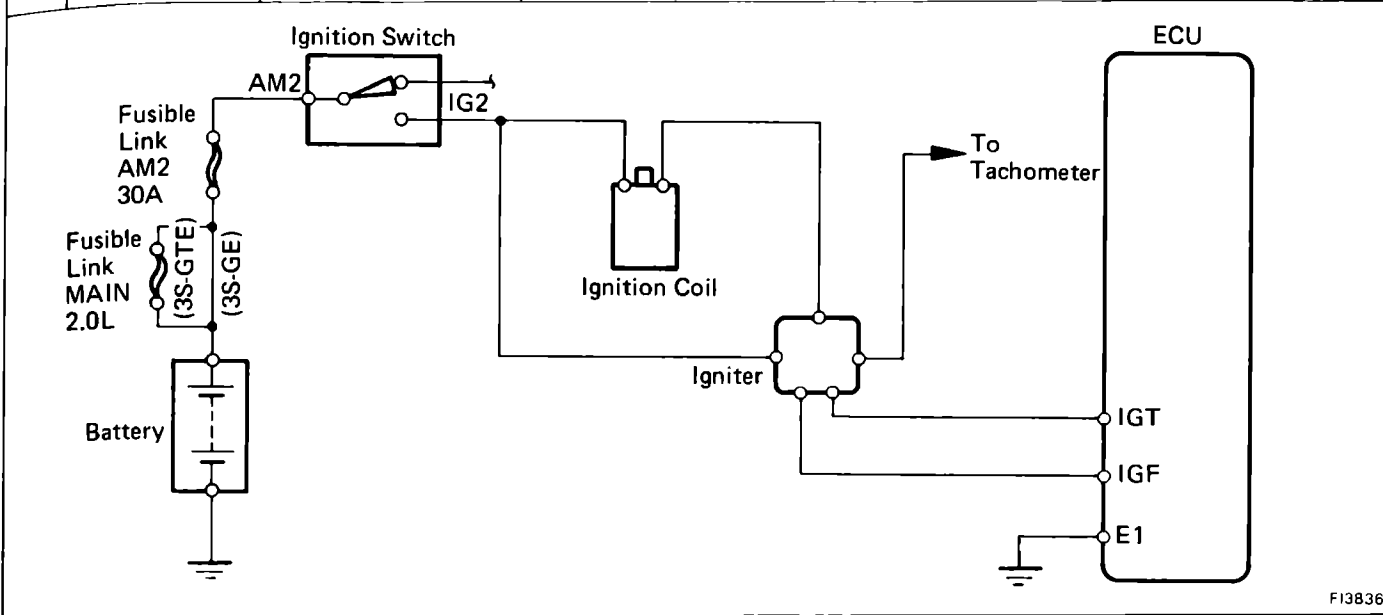 Ignition Switch
ECU
AM2
IG2
Fusible
Link
AM2
30A
To
Tachometer
Fusible
Link
MAIN
2.0L
(3S-GTE)
(3S-GE)
Ignition Coil
Igniter
Battery
IGT
IGF
E1
FI3836